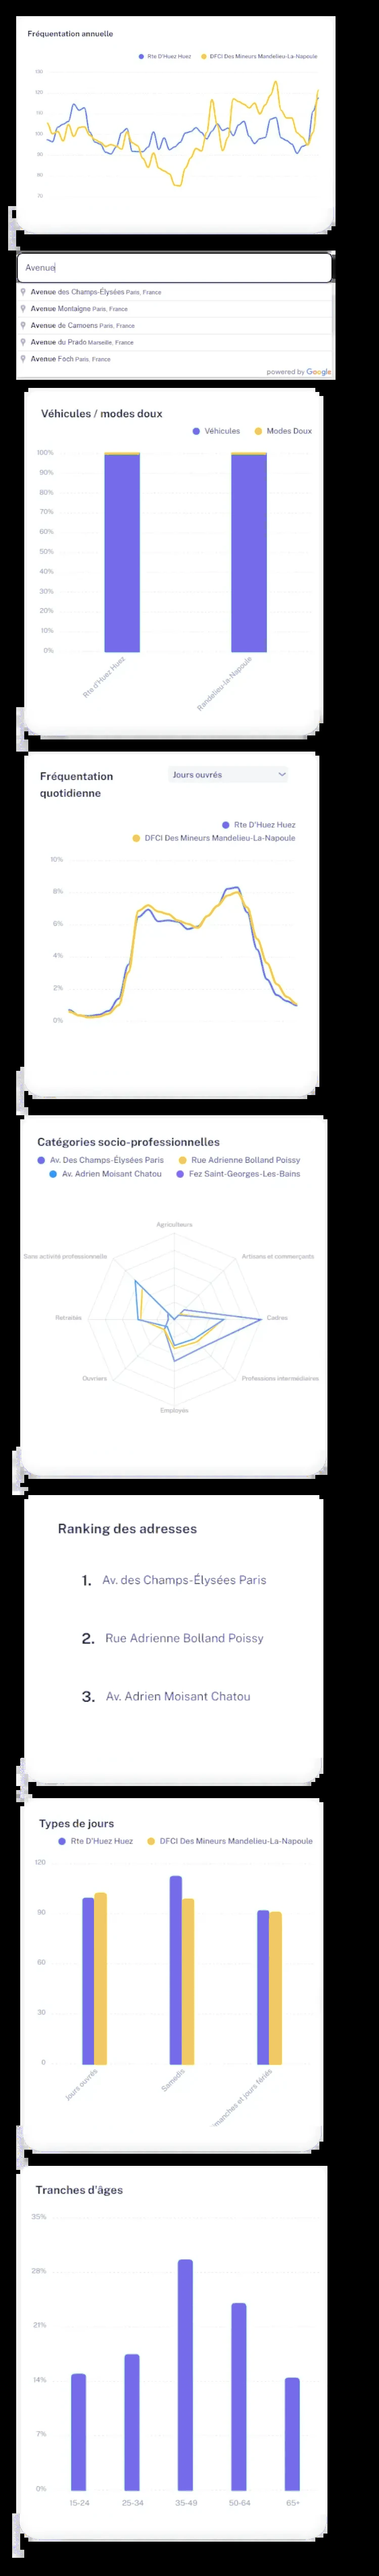 Fréquentation annuelle
Rte D'Huez Huez DFCI Des Mineurs Mandelieu-La-Napoule
130
120
110
100
90
80
70
Avenue
Avenue des Champs-Élysées Paris, France
Avenue Montaigne Paris, France
Avenue de Camoens Paris, France
Avenue du Prado Marseille, France
Avenue Foch Paris, France
powered by Google
Véhicules / modes doux
Véhicules Modes Doux
100%
90%
80%
70%
60%
50%
40%
30%
20%
10%
0%
Rte d'Huez Huez
Randelieu-la-Napoule
Fréquentation
quotidienne
Jours ouvrés
Rte D'Huez Huez
DFCI Des Mineurs Mandelieu-La-Napoule
10%
8%
6%
4%
2%
0%
Catégories socio-professionnelles
Av. Des Champs-Élysées Paris Rue Adrienne Bolland Poissy
Av. Adrien Moisant Chatou Fez Saint-Georges-Les-Bains
Agriculteurs
Sans activité professionnelle Artisans et commerçants
Retraités Cadres
Ouvriers Professions intermédiaires
Employés
Ranking des adresses
1. Av. des Champs-Élysées Paris
2. Rue Adrienne Bolland Poissy
3. Av. Adrien Moisant Chatou
Types de jours
Rte D'Huez Huez DFCI Des Mineurs Mandelieu-La-Napoule
120
90
60
30
0
Jours ouvrés
Samedis
manches et jours fériés
Tranches d'âges
35%
28%
21%
14%
7%
0%
15-24 25-34 35-49 50-64 65+